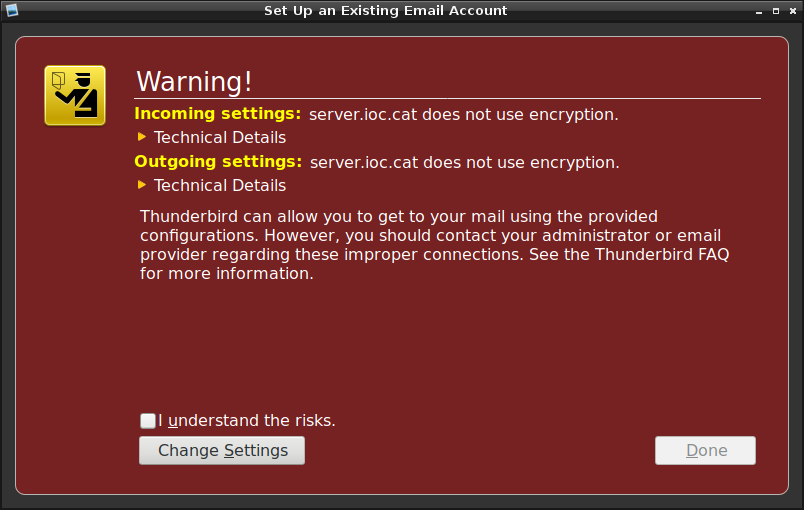 Set Up an Existing Email Account
Warning!
Incoming settings: server.ioc.cat does not use encryption.
Technical Details
Outgoing settings: server.ioc.cat does not use encryption.
Technical Details
Thunderbird can allow you to get to your mail using the provided
configurations. However, you should contact your administrator or email
provider regarding these improper connections. See the Thunderbird FAQ
for more information.
I understand the risks.
Change Settings
Done